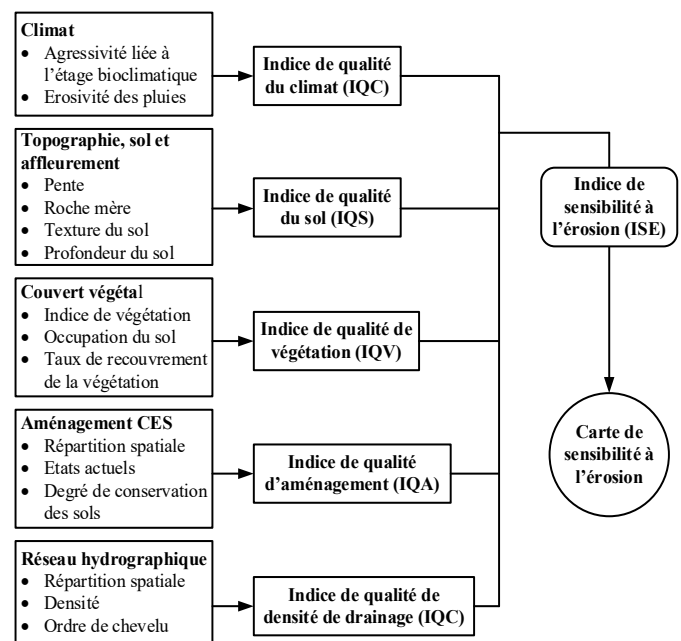 Climat
• Agressivité liée à
l'étage bioclimatique
• Erosivité des pluies
Indice de qualité
du climat (IQC)
Topographie, sol et
affleurement
• Pente
• Roche mère
• Texture du sol
• Profondeur du sol
Indice de qualité
du sol (IQS)
Couvert végétal
• Indice de végétation
• Occupation du sol
• Taux de recouvrement
de la végétation
Indice de qualité de
végétation (IQV)
Aménagement CES
• Répartition spatiale
• Etats actuels
• Degré de conservation
des sols
Indice de qualité
d'aménagement (IQA)
Réseau hydrographique
• Répartition spatiale
• Densité
• Ordre de chevelu
Indice de qualité de
densité de drainage (IQC)
Indice de
sensibilité à
l'érosion (ISE)
Carte de
sensibilité à
l'érosion